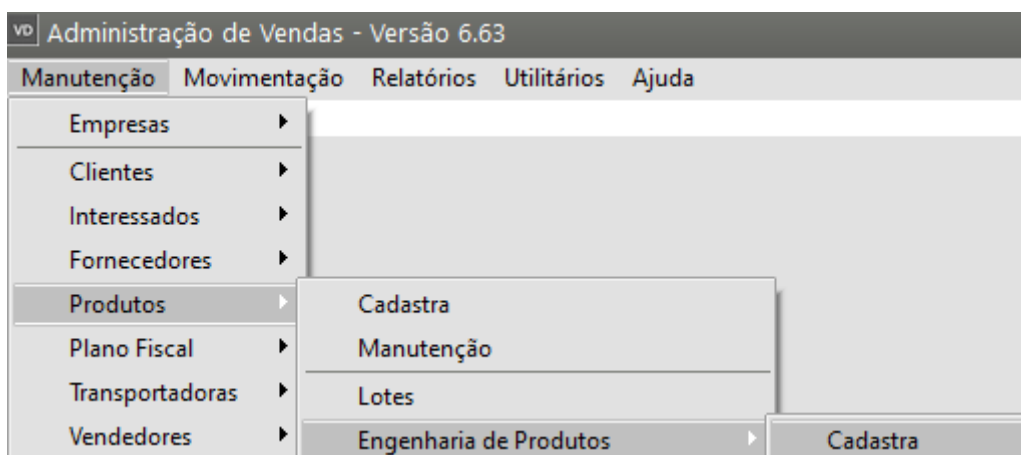 VD Administração de Vendas - Versão 6.63
Manutenção Movimentação Relatórios Utilitários Ajuda
Empresas
Clientes
Interessados
Fornecedores
Produtos Cadastra
Plano Fiscal Manutenção
Transportadoras Lotes
Vendedores Engenharia de Produtos Cadastra